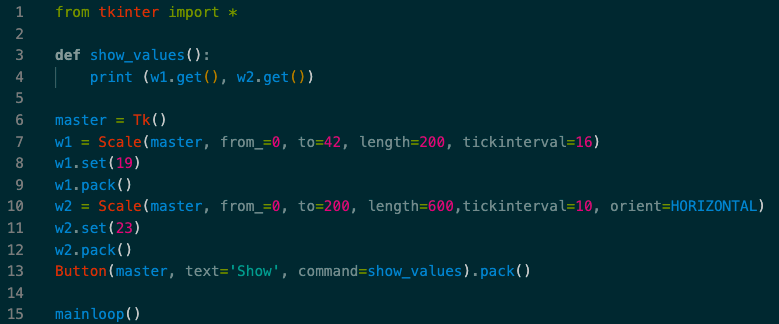 1 from tkinter import *
2
3 def show_values():
4     print (w1.get(), w2.get())
5
6 master = Tk()
7 w1 = Scale(master, from_=0, to=42, length=200, tickinterval=16)
8 w1.set(19)
9 w1.pack()
10 w2 = Scale(master, from_=0, to=200, length=600,tickinterval=10, orient=HORIZONTAL)
11 w2.set(23)
12 w2.pack()
13 Button(master, text='Show', command=show_values).pack()
14
15 mainloop()